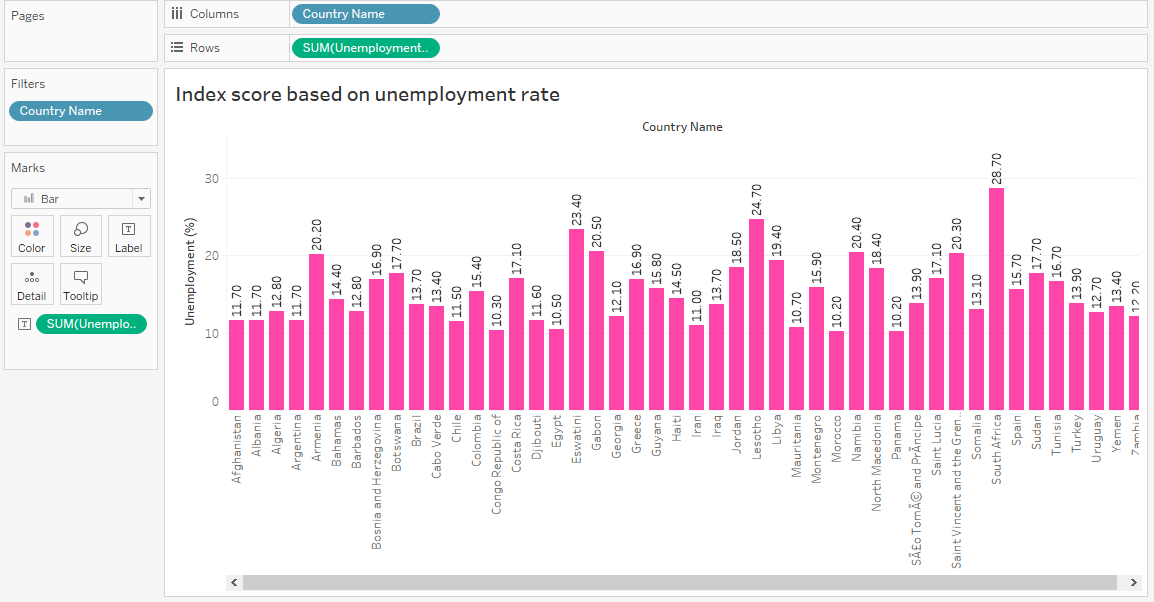 Pages
Columns
Country Name
Rows
SUM(Unemployment..
Filters
Country Name
Marks
Bar
Color
Size
Label
Detail
Tooltip
SUM(Unemplo..
Index score based on unemployment rate
Country Name
Unemployment (%)
30
20
10
0
11.70
11.70
12.80
11.70
20.20
14.40
12.80
16.90
17.70
13.70
13.40
11.50
15.40
10.30
17.10
11.60
10.50
23.40
20.50
12.10
16.90
15.80
14.50
11.00
13.70
18.50
24.70
19.40
10.70
15.90
10.20
20.40
18.40
10.20
13.90
17.10
20.30
13.10
28.70
15.70
17.70
16.70
13.90
12.70
13.40
12.20
Afghanistan
Albania
Algeria
Argentina
Armenia
Bahamas
Barbados
Bosnia and Herzegovina
Botswana
Brazil
Cabo Verde
Chile
Colombia
Congo Republic of
Costa Rica
Djibouti
Egypt
Eswatini
Gabon
Georgia
Greece
Guyana
Haiti
Iran
Iraq
Jordan
Lesotho
Libya
Mauritania
Montenegro
Morocco
Namibia
North Macedonia
Panama
SÃ£o TomÃ© and PrÃ­ncipe
Saint Lucia
Saint Vincent and the Gren..
Somalia
South Africa
Spain
Sudan
Tunisia
Turkey
Uruguay
Yemen
Zambia